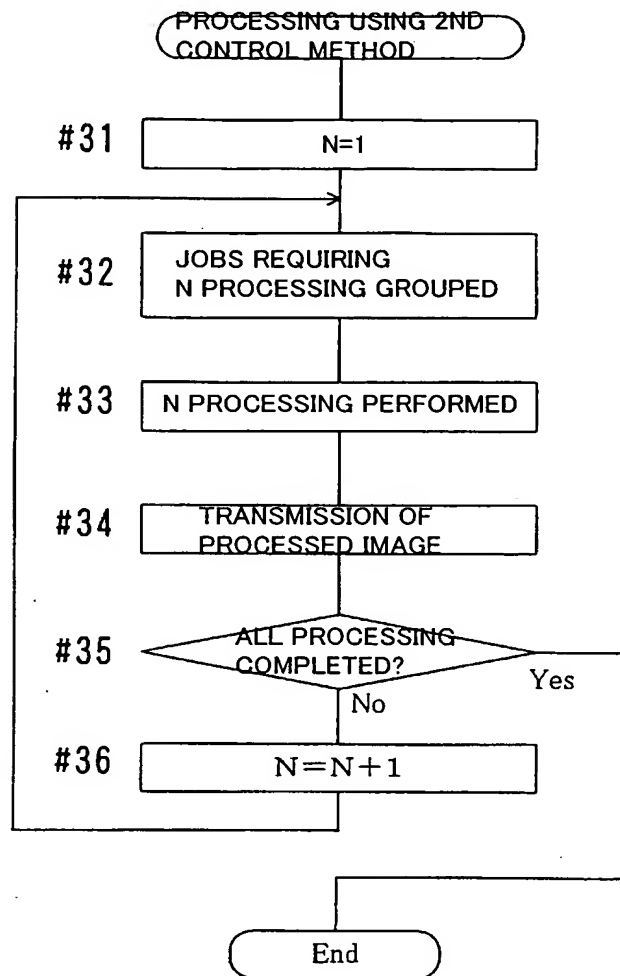 PROCESSING USING 2ND
CONTROL METHOD
#31
N=1
#32
JOBS REQUIRING
N PROCESSING GROUPED
#33
N PROCESSING PERFORMED
#34
TRANSMISSION OF
PROCESSED IMAGE
#35
ALL PROCESSING
COMPLETED?
Yes
No
#36
N=N+1
End